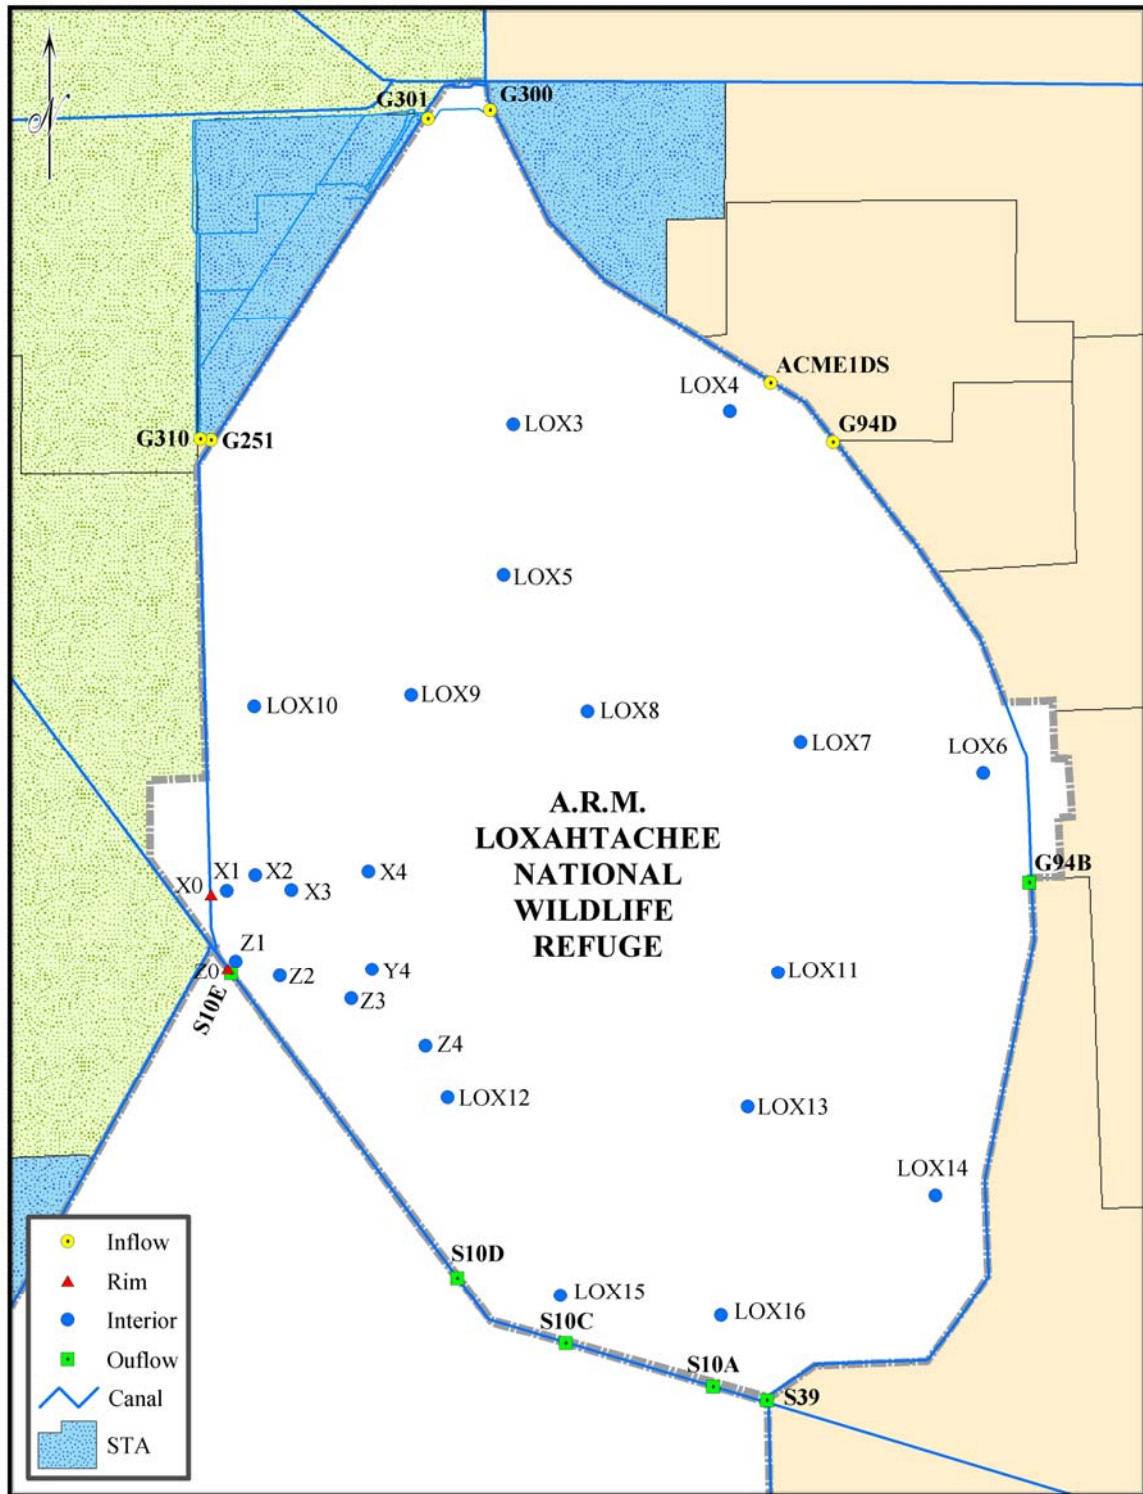 N
G301
G300
ACME1DS
LOX4
LOX3
G94D
G310
G251
LOX5
LOX10
LOX9
LOX8
LOX7
LOX6
A.R.M.
LOXAHTACHEE
NATIONAL
WILDLIFE
REFUGE
G94B
X0
X1
X2
X3
X4
Z1
Z0
Z2
Y4
Z3
S10E
LOX11
Z4
LOX12
LOX13
LOX14
S10D
LOX15
S10C
LOX16
S10A
S39
Inflow
Rim
Interior
Ouflow
Canal
STA